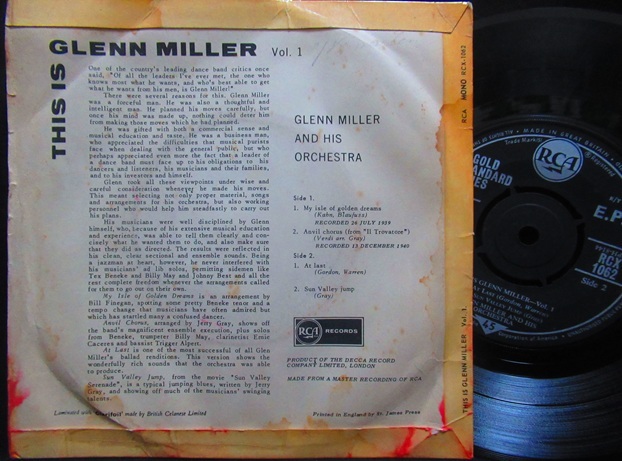 THIS IS GLENN MILLER Vol. 1
One of the country's leading dance band critics once
said, "Of all the leaders I've ever met, the one who
knows most what he wants, and who's best able to get
what he wants from his men, is Glenn Miller!"
There were several reasons for this. Glenn Miller
was a forceful man. He was also a thoughtful and
intelligent man. He planned his moves carefully, but
once his mind was made up, nothing could deter him
from making those moves which he had planned.
He was gifted with both a commercial sense and
musical education and taste. He was a business man,
who appreciated the difficulties that musical purists
face when dealing with the general public, but who
perhaps appreciated even more the fact that a leader of
a dance band must face up to his obligations to his
dancers and listeners, his musicians and their families,
and to his investors and himself.
Glenn took all these viewpoints under wise and
careful consideration whenever he made his moves.
This meant selecting not only proper material, songs
and arrangements for his orchestra, but also working
personnel who would help him steadfastly to carry out
his plans.
His musicians were well disciplined by Glenn
himself, who, because of his extensive musical education
and experience, was able to tell them clearly and con-
cisely what he wanted them to do, and also make sure
that they did as directed. The results were reflected in
his clean, clear sectional and ensemble sounds. Being
a jazzman at heart, however, he never interfered with
his musicians' ad lib solos, permitting sidemen like
Tex Beneke and Billy May and Johnny Best and all the
rest complete freedom whenever the arrangements called
for them to go out on their own.
My Isle of Golden Dreams is an arrangement by
Bill Finegan, spotting some pretty Beneke tenor and a
tempo change that musicians have often admired but
which has startled many a confused dancer.
Anvil Chorus, arranged by Jerry Gray, shows off
the band's magnificent ensemble execution, plus solos
from Beneke, trumpeter Billy May, clarinetist Ernie
Caceres and bassist Trigger Alpert.
At Last is one of the most successful of all Glenn
Miller's ballad renditions. This version shows the
wonderfully rich sounds that the orchestra was able
to produce.
Sun Valley Jump, from the movie "Sun Valley
Serenade", is a typical jumping blues, written by Jerry
Gray, and showing off much of the musicians' swinging
talents.
Laminated with 'Clarifoil' made by British Celanese Limited
GLENN MILLER
AND HIS
ORCHESTRA
Side 1.
1. My isle of golden dreams
(Kahn, Blaufuss)
RECORDED 26 JULY 1939
2. Anvil chorus (from "Il Trovatore")
(Verdi arr. Gray)
RECORDED 13 DECEMBER 1940
Side 2.
1. At last
(Gordon, Warren)
2. Sun Valley jump
(Gray)
RCA RECORDS
PRODUCT OF THE DECCA RECORD
COMPANY LIMITED, LONDON
MADE FROM A MASTER RECORDING OF RCA
Printed in England by St. James Press
RCA MONO RCX-1062
THIS IS GLENN MILLER Vol. 1.
MADE IN GREAT BRITAIN
RCA
GOLD
E.P
RCX
1062
Side 2
GLENN MILLER—Vol. 1
45